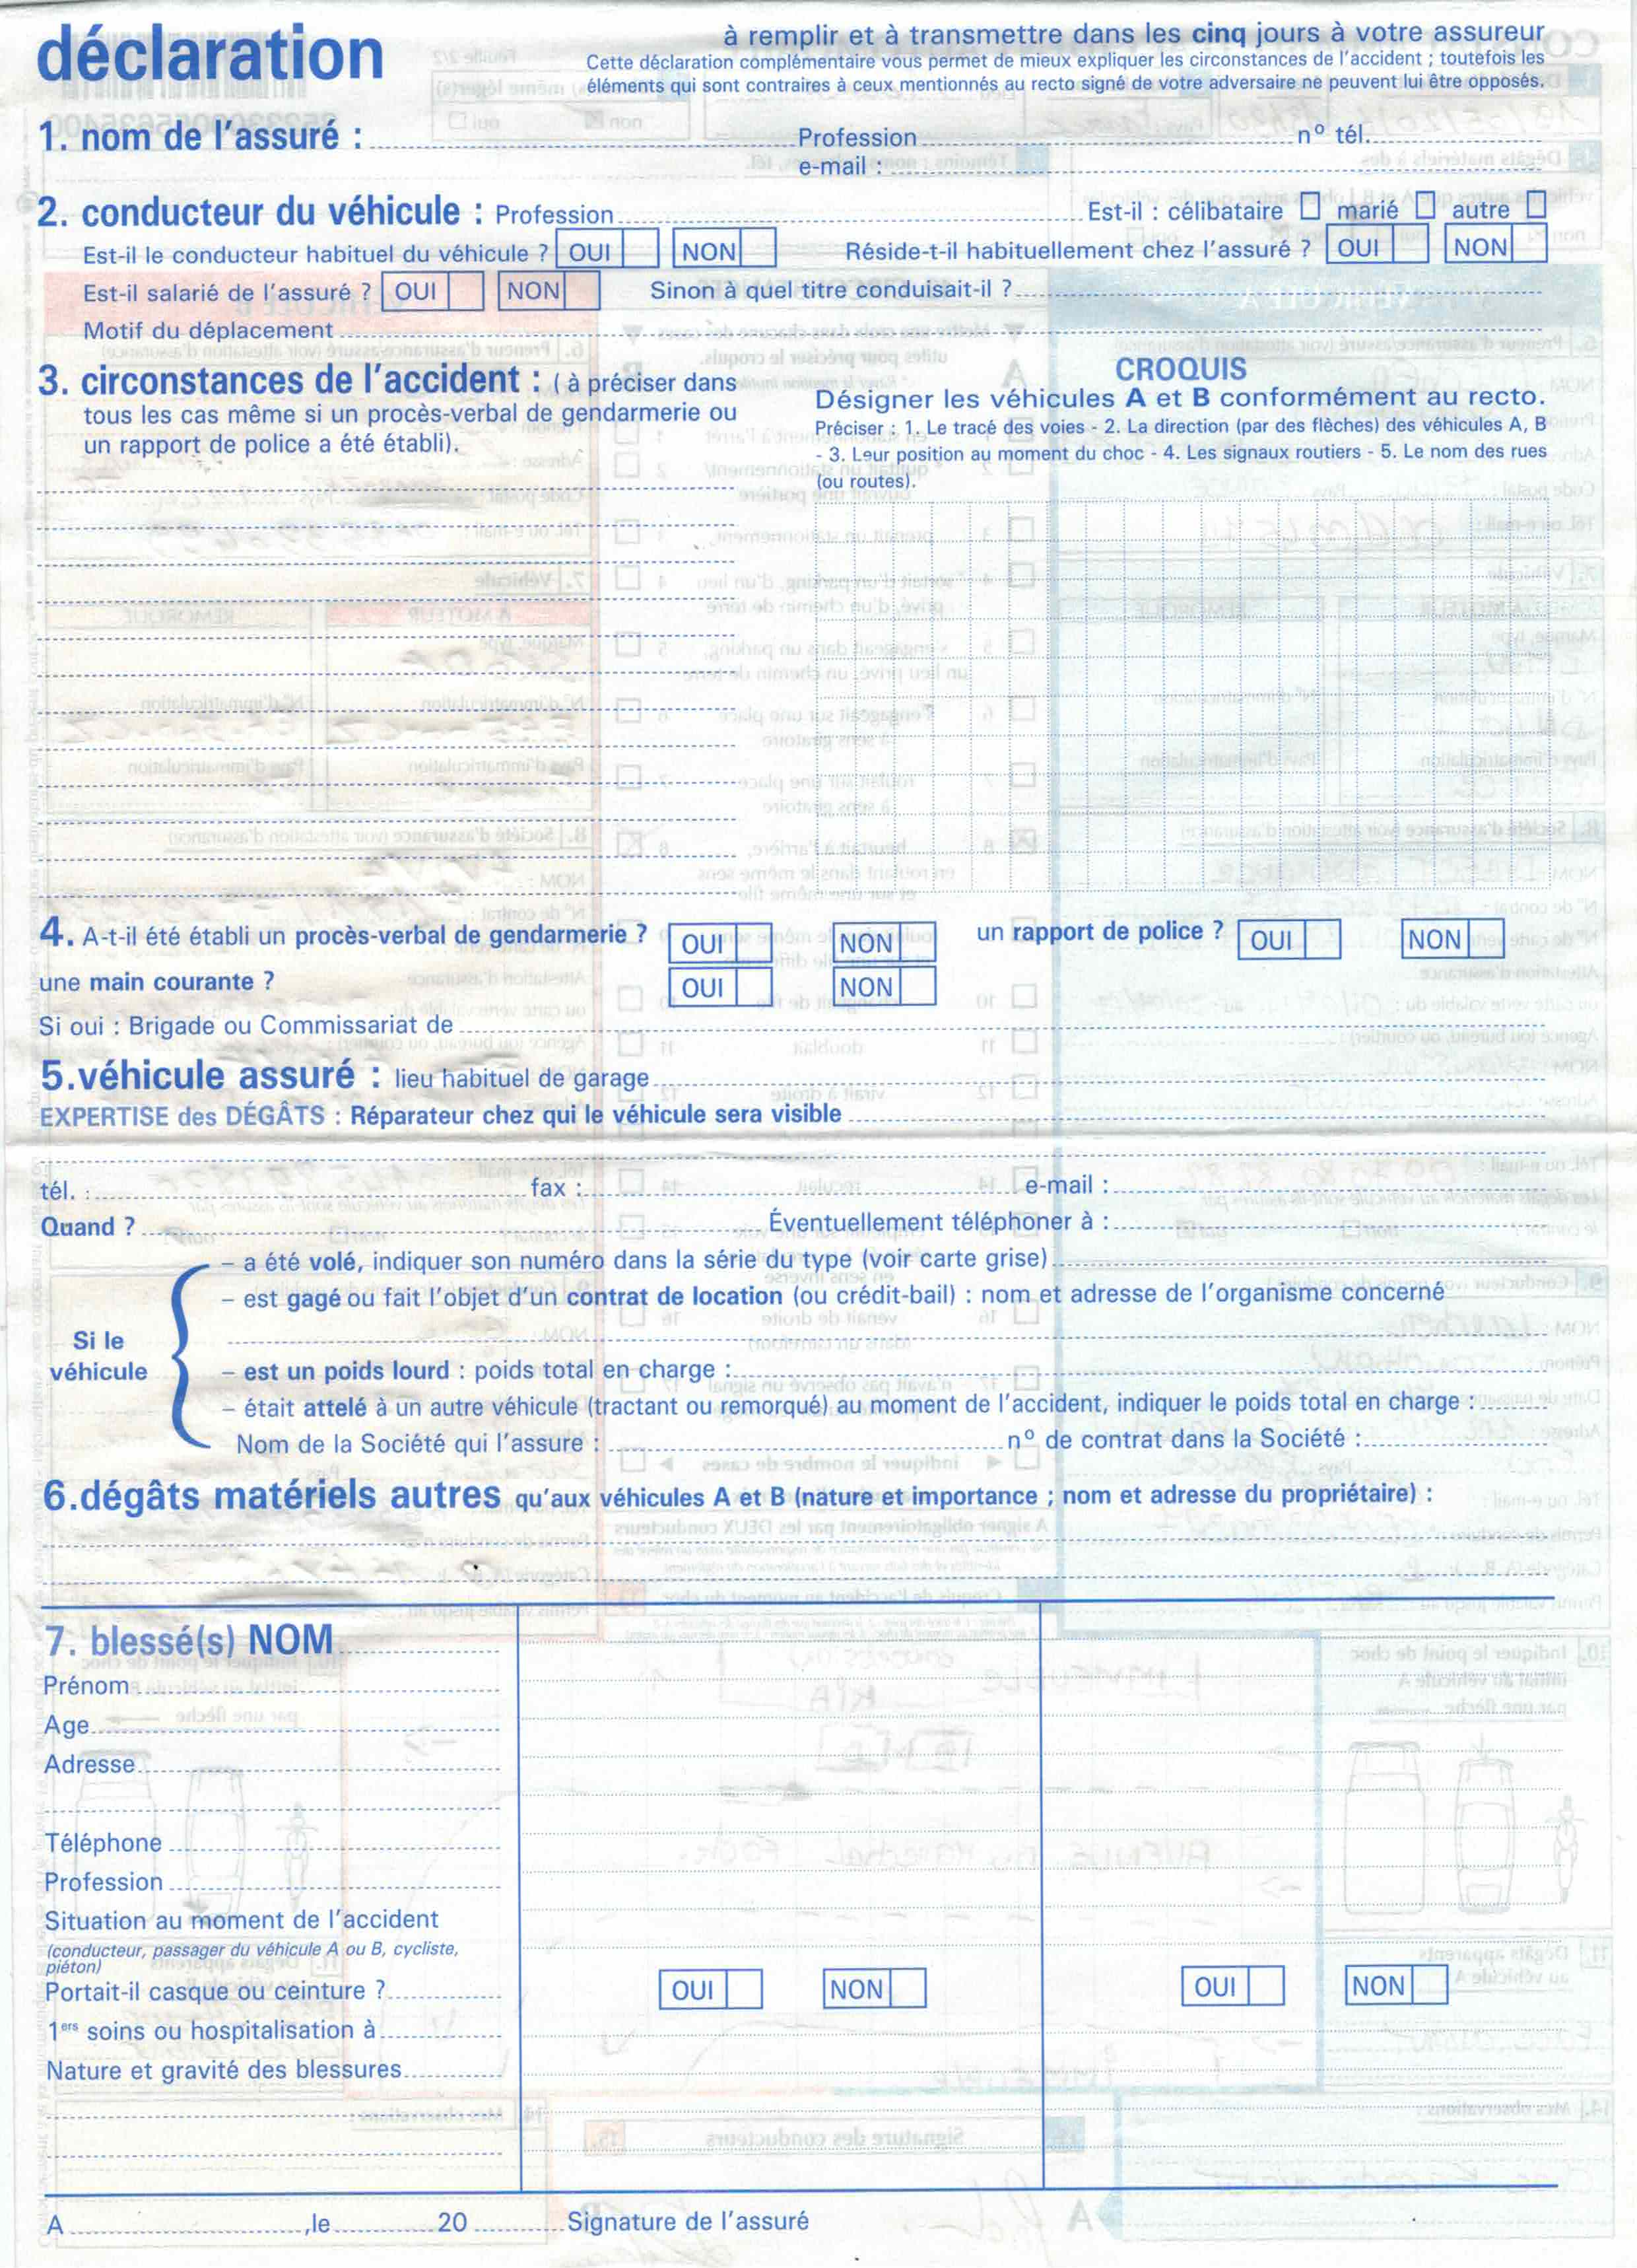 déclaration
à remplir et à transmettre dans les cinq jours à votre assureur
Cette déclaration complémentaire vous permet de mieux expliquer les circonstances de l'accident ; toutefois les
éléments qui sont contraires à ceux mentionnés au recto signé de votre adversaire ne peuvent lui être opposés.
1. nom de l'assuré : Profession n° tél.
e-mail :
2. conducteur du véhicule : Profession Est-il : célibataire marié autre
Est-il le conducteur habituel du véhicule ? OUI NON Réside-t-il habituellement chez l'assuré ? OUI NON
Est-il salarié de l'assuré ? OUI NON Sinon à quel titre conduisait-il ?
Motif du déplacement
3. circonstances de l'accident : ( à préciser dans
tous les cas même si un procès-verbal de gendarmerie ou
un rapport de police a été établi).
CROQUIS
Désigner les véhicules A et B conformément au recto.
Préciser : 1. Le tracé des voies - 2. La direction (par des flèches) des véhicules A, B
- 3. Leur position au moment du choc - 4. Les signaux routiers - 5. Le nom des rues
(ou routes).
4. A-t-il été établi un procès-verbal de gendarmerie ? OUI NON un rapport de police ? OUI NON
une main courante ? OUI NON
Si oui : Brigade ou Commissariat de
5.véhicule assuré : lieu habituel de garage
EXPERTISE des DÉGÂTS : Réparateur chez qui le véhicule sera visible
tél. : fax : e-mail :
Quand ? Éventuellement téléphoner à :
Si le
véhicule
– a été volé, indiquer son numéro dans la série du type (voir carte grise)
– est gagé ou fait l'objet d'un contrat de location (ou crédit-bail) : nom et adresse de l'organisme concerné
– est un poids lourd : poids total en charge :
– était attelé à un autre véhicule (tractant ou remorqué) au moment de l'accident, indiquer le poids total en charge :
Nom de la Société qui l'assure : n° de contrat dans la Société :
6.dégâts matériels autres qu'aux véhicules A et B (nature et importance ; nom et adresse du propriétaire) :
7. blessé(s) NOM
Prénom
Age
Adresse
Téléphone
Profession
Situation au moment de l'accident
(conducteur, passager du véhicule A ou B, cycliste,
piéton)
Portait-il casque ou ceinture ? OUI NON OUI NON
1ers soins ou hospitalisation à
Nature et gravité des blessures
A ,le 20 Signature de l'assuré